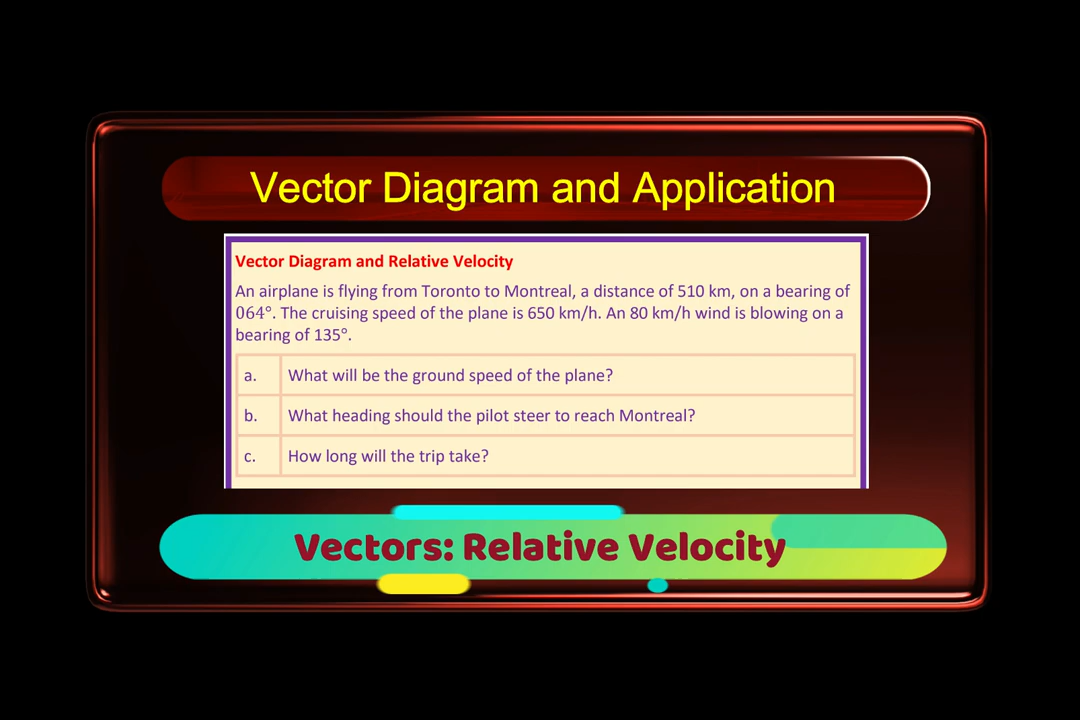 Vector Diagram and Application
Vector Diagram and Relative Velocity
An airplane is flying from Toronto to Montreal, a distance of 510 km, on a bearing of
064°. The cruising speed of the plane is 650 km/h. An 80 km/h wind is blowing on a
bearing of 135°.
a. What will be the ground speed of the plane?
b. What heading should the pilot steer to reach Montreal?
c. How long will the trip take?
Vectors: Relative Velocity